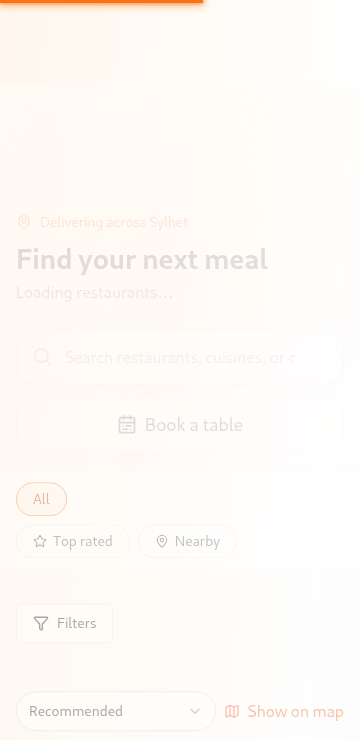 Delivering across Sylhet
Find your next meal
Loading restaurants...
Search restaurants, cuisines, or c
Book a table
All
Top rated
Nearby
Filters
Recommended
Show on map